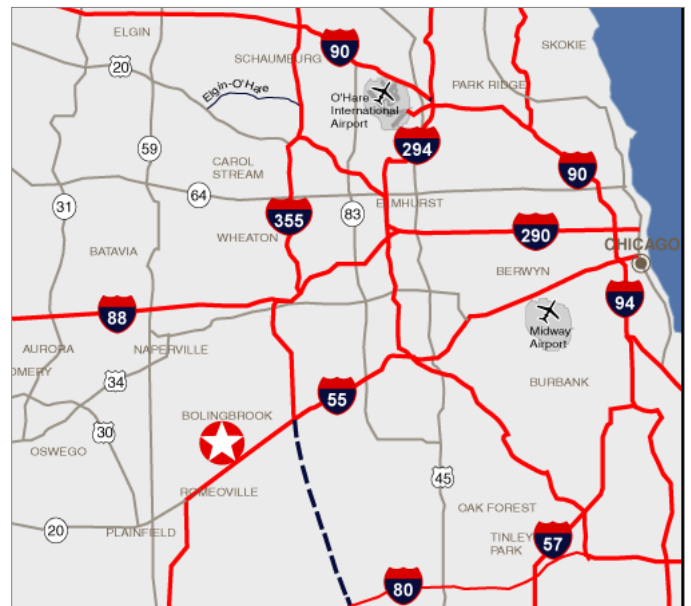 ELGIN
90
SKOKIE
20
SCHAUMBURG
Elgin-O'Hare
PARK RIDGE
O'Hare
International
Airport
59
294
CAROL
STREAM
90
64
31
ELMHURST
355
83
WHEATON
290
BATAVIA
CHICAGO
BERWYN
94
88
Midway
Airport
AURORA
NAPERVILLE
OMERY
34
55
BURBANK
BOLINGBROOK
30
OSWEGO
45
ROMEOVILLE
OAK FOREST
20
PLAINFIELD
TINLEY
PARK
57
80